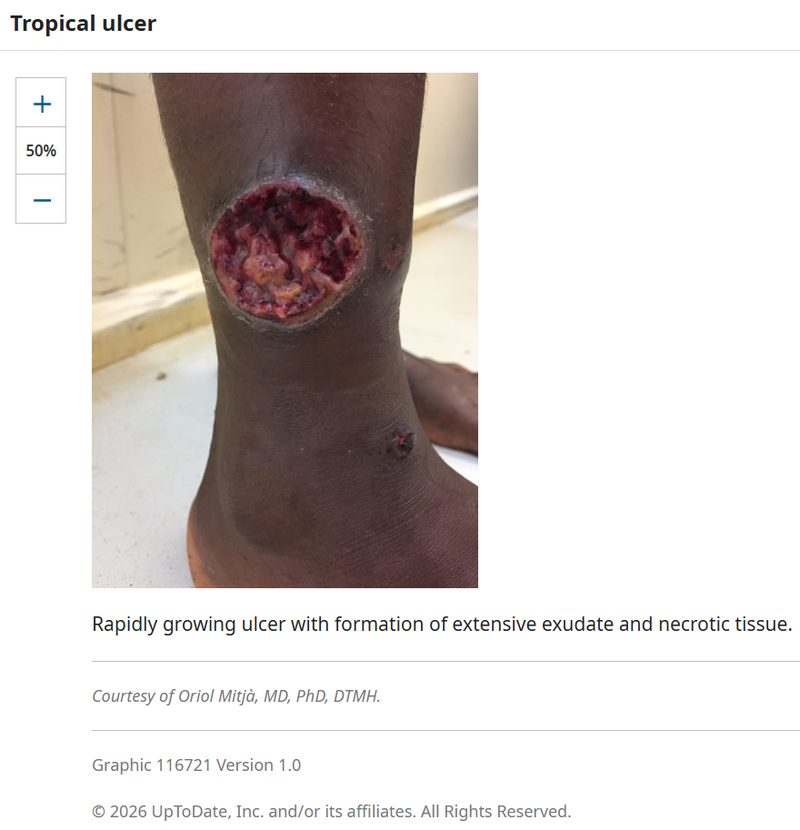 Tropical ulcer
+
50%
−
Rapidly growing ulcer with formation of extensive exudate and necrotic tissue.
Courtesy of Oriol Mitjà, MD, PhD, DTMH.
Graphic 116721 Version 1.0
© 2026 UpToDate, Inc. and/or its affiliates. All Rights Reserved.